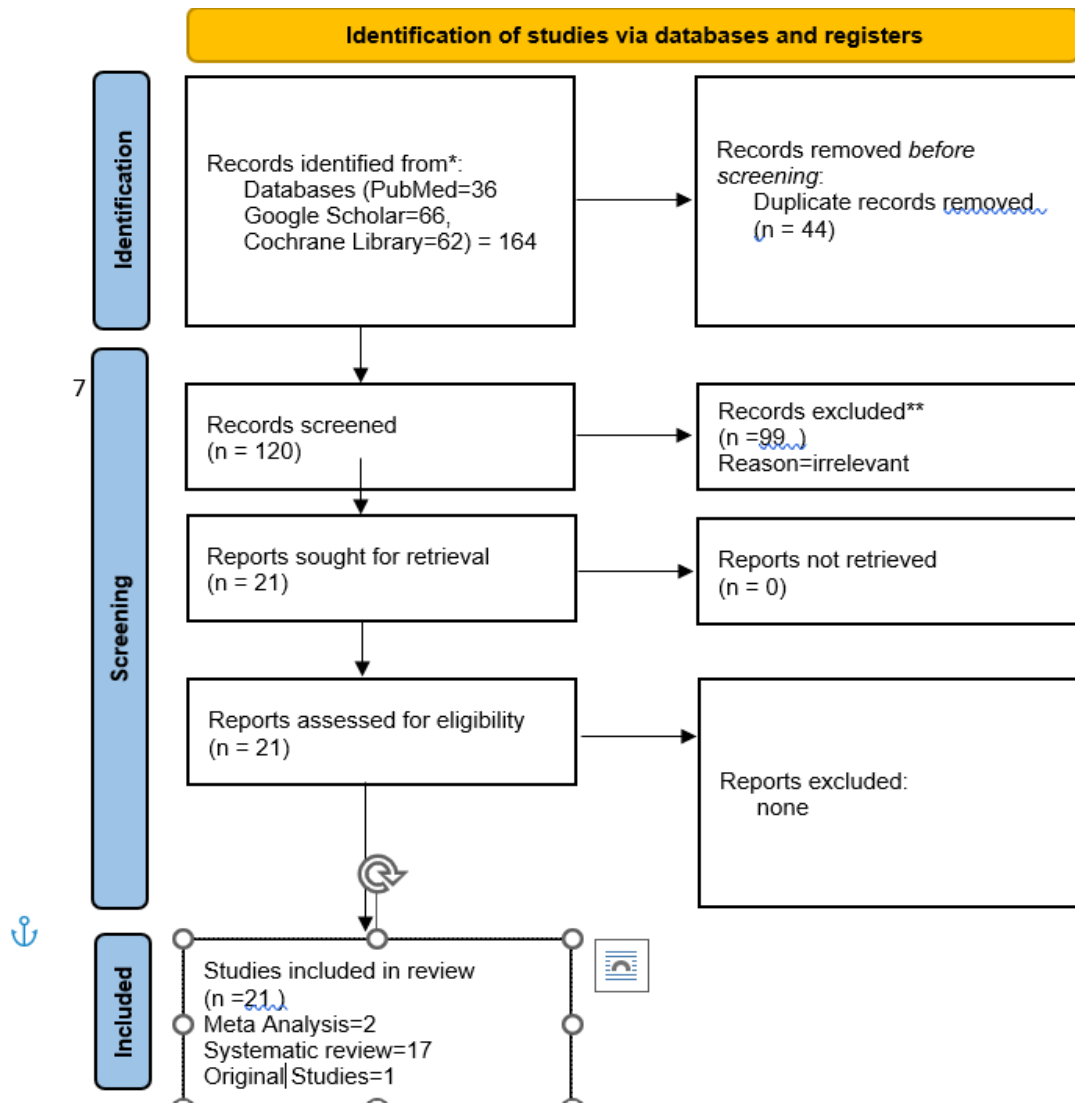 Identification of studies via databases and registers
Identification
Records identified from*:
Databases (PubMed=36
Google Scholar=66,
Cochrane Library=62) = 164
Records removed before
screening:
Duplicate records removed
(n = 44)
7
Screening
Records screened
(n = 120)
Records excluded**
(n =99 )
Reason=irrelevant
Reports sought for retrieval
(n = 21)
Reports not retrieved
(n = 0)
Reports assessed for eligibility
(n = 21)
Reports excluded:
none
Included
Studies included in review
(n =21 )
Meta Analysis=2
Systematic review=17
Original Studies=1